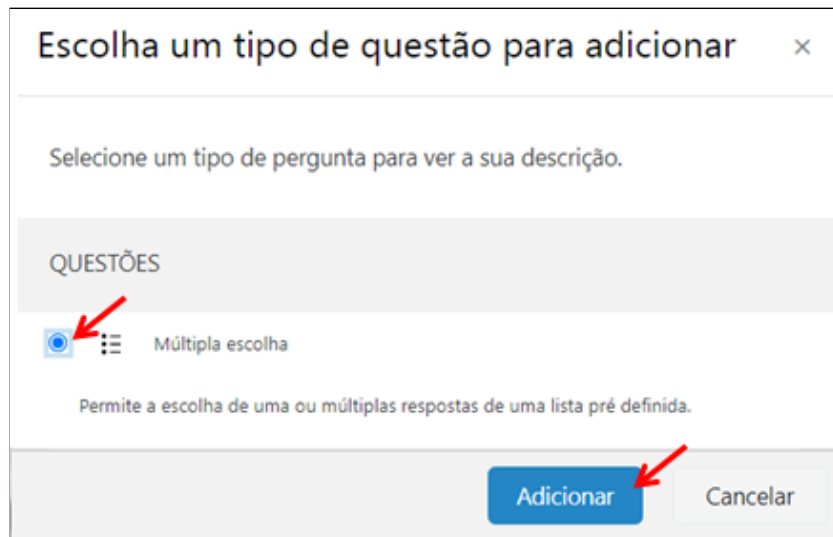 Escolha um tipo de questão para adicionar ×
Selecione um tipo de pergunta para ver a sua descrição.
QUESTÕES
Múltipla escolha
Permite a escolha de uma ou múltiplas respostas de uma lista pré definida.
Adicionar Cancelar